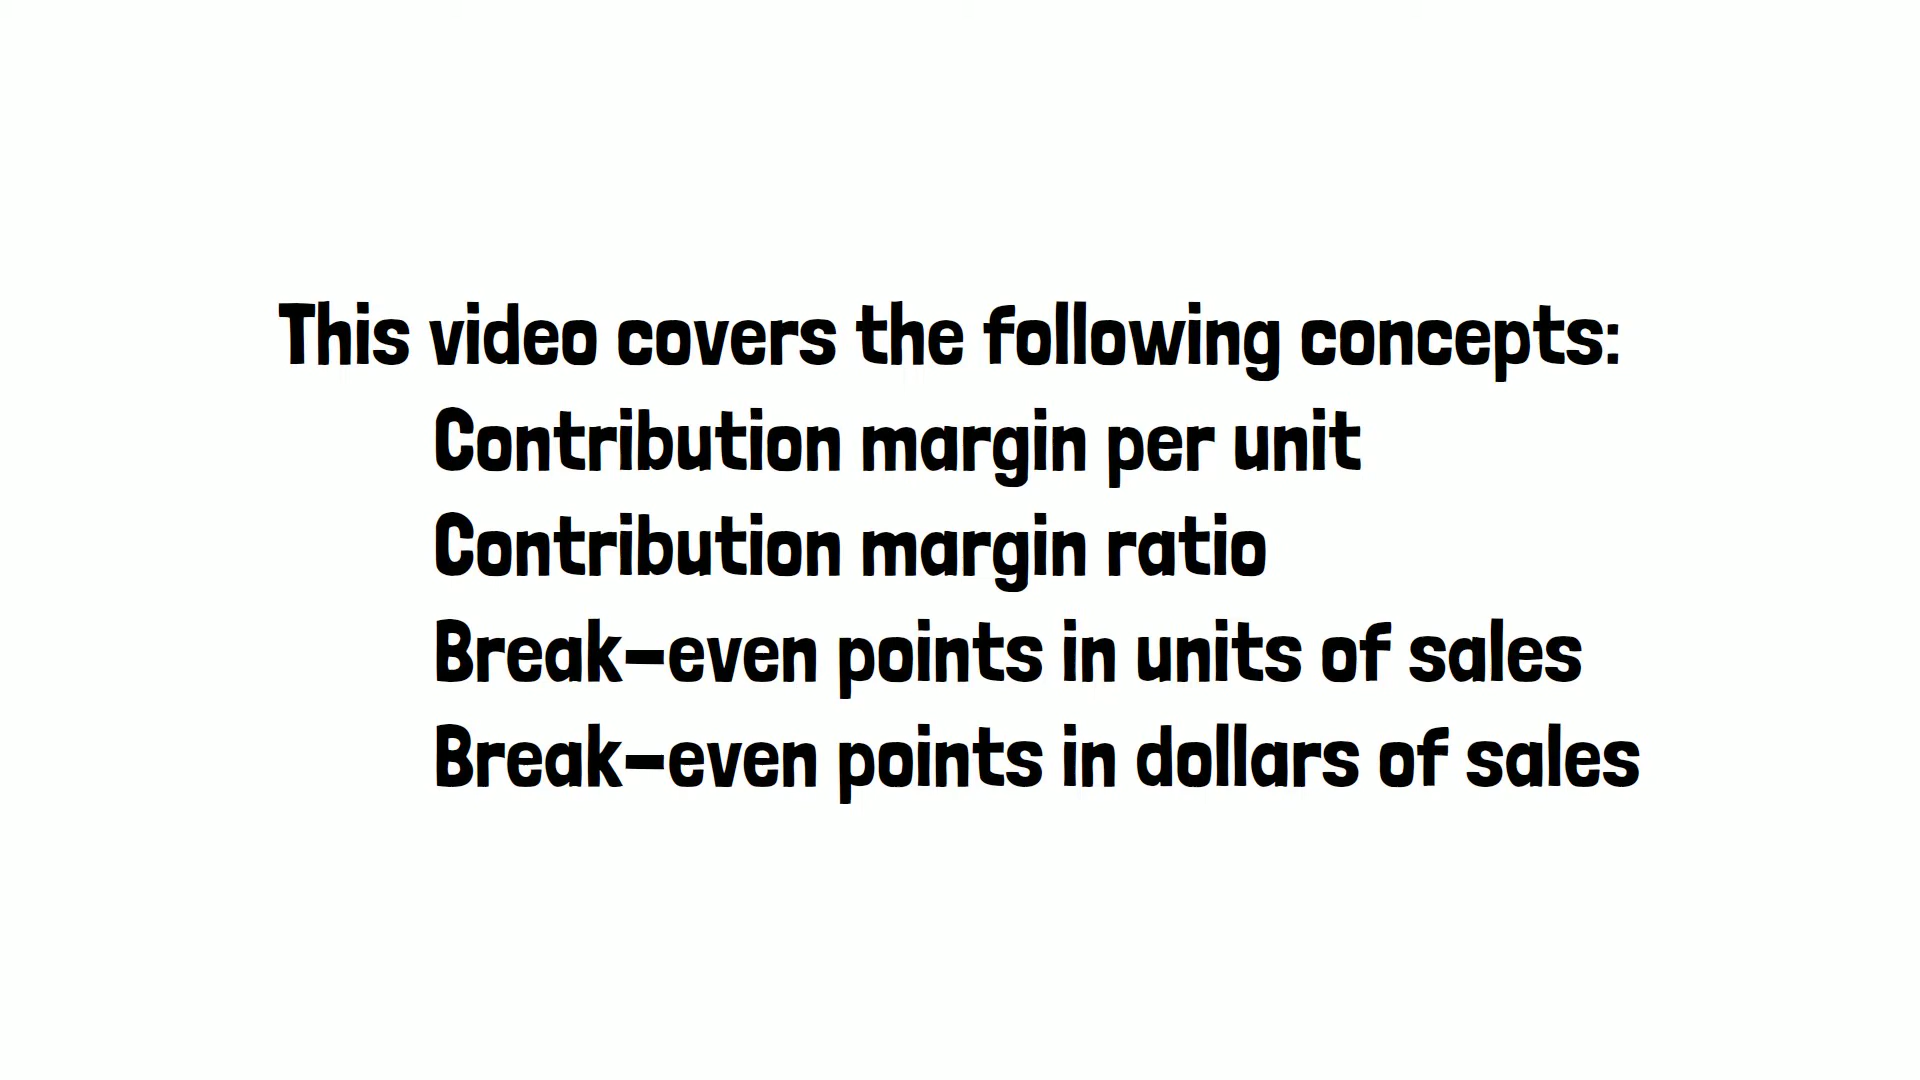 This video covers the following concepts:
Contribution margin per unit
Contribution margin ratio
Break-even points in units of sales
Break-even points in dollars of sales